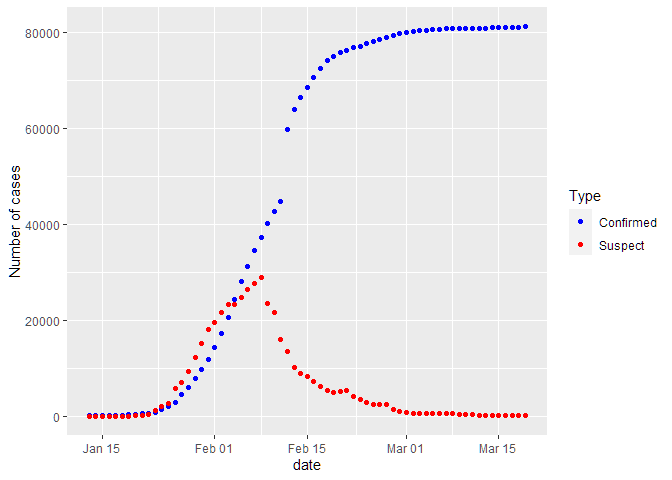 80000
60000
40000
20000
0
Number of cases
Jan 15
Feb 01
Feb 15
Mar 01
Mar 15
date
Type
Confirmed
Suspect